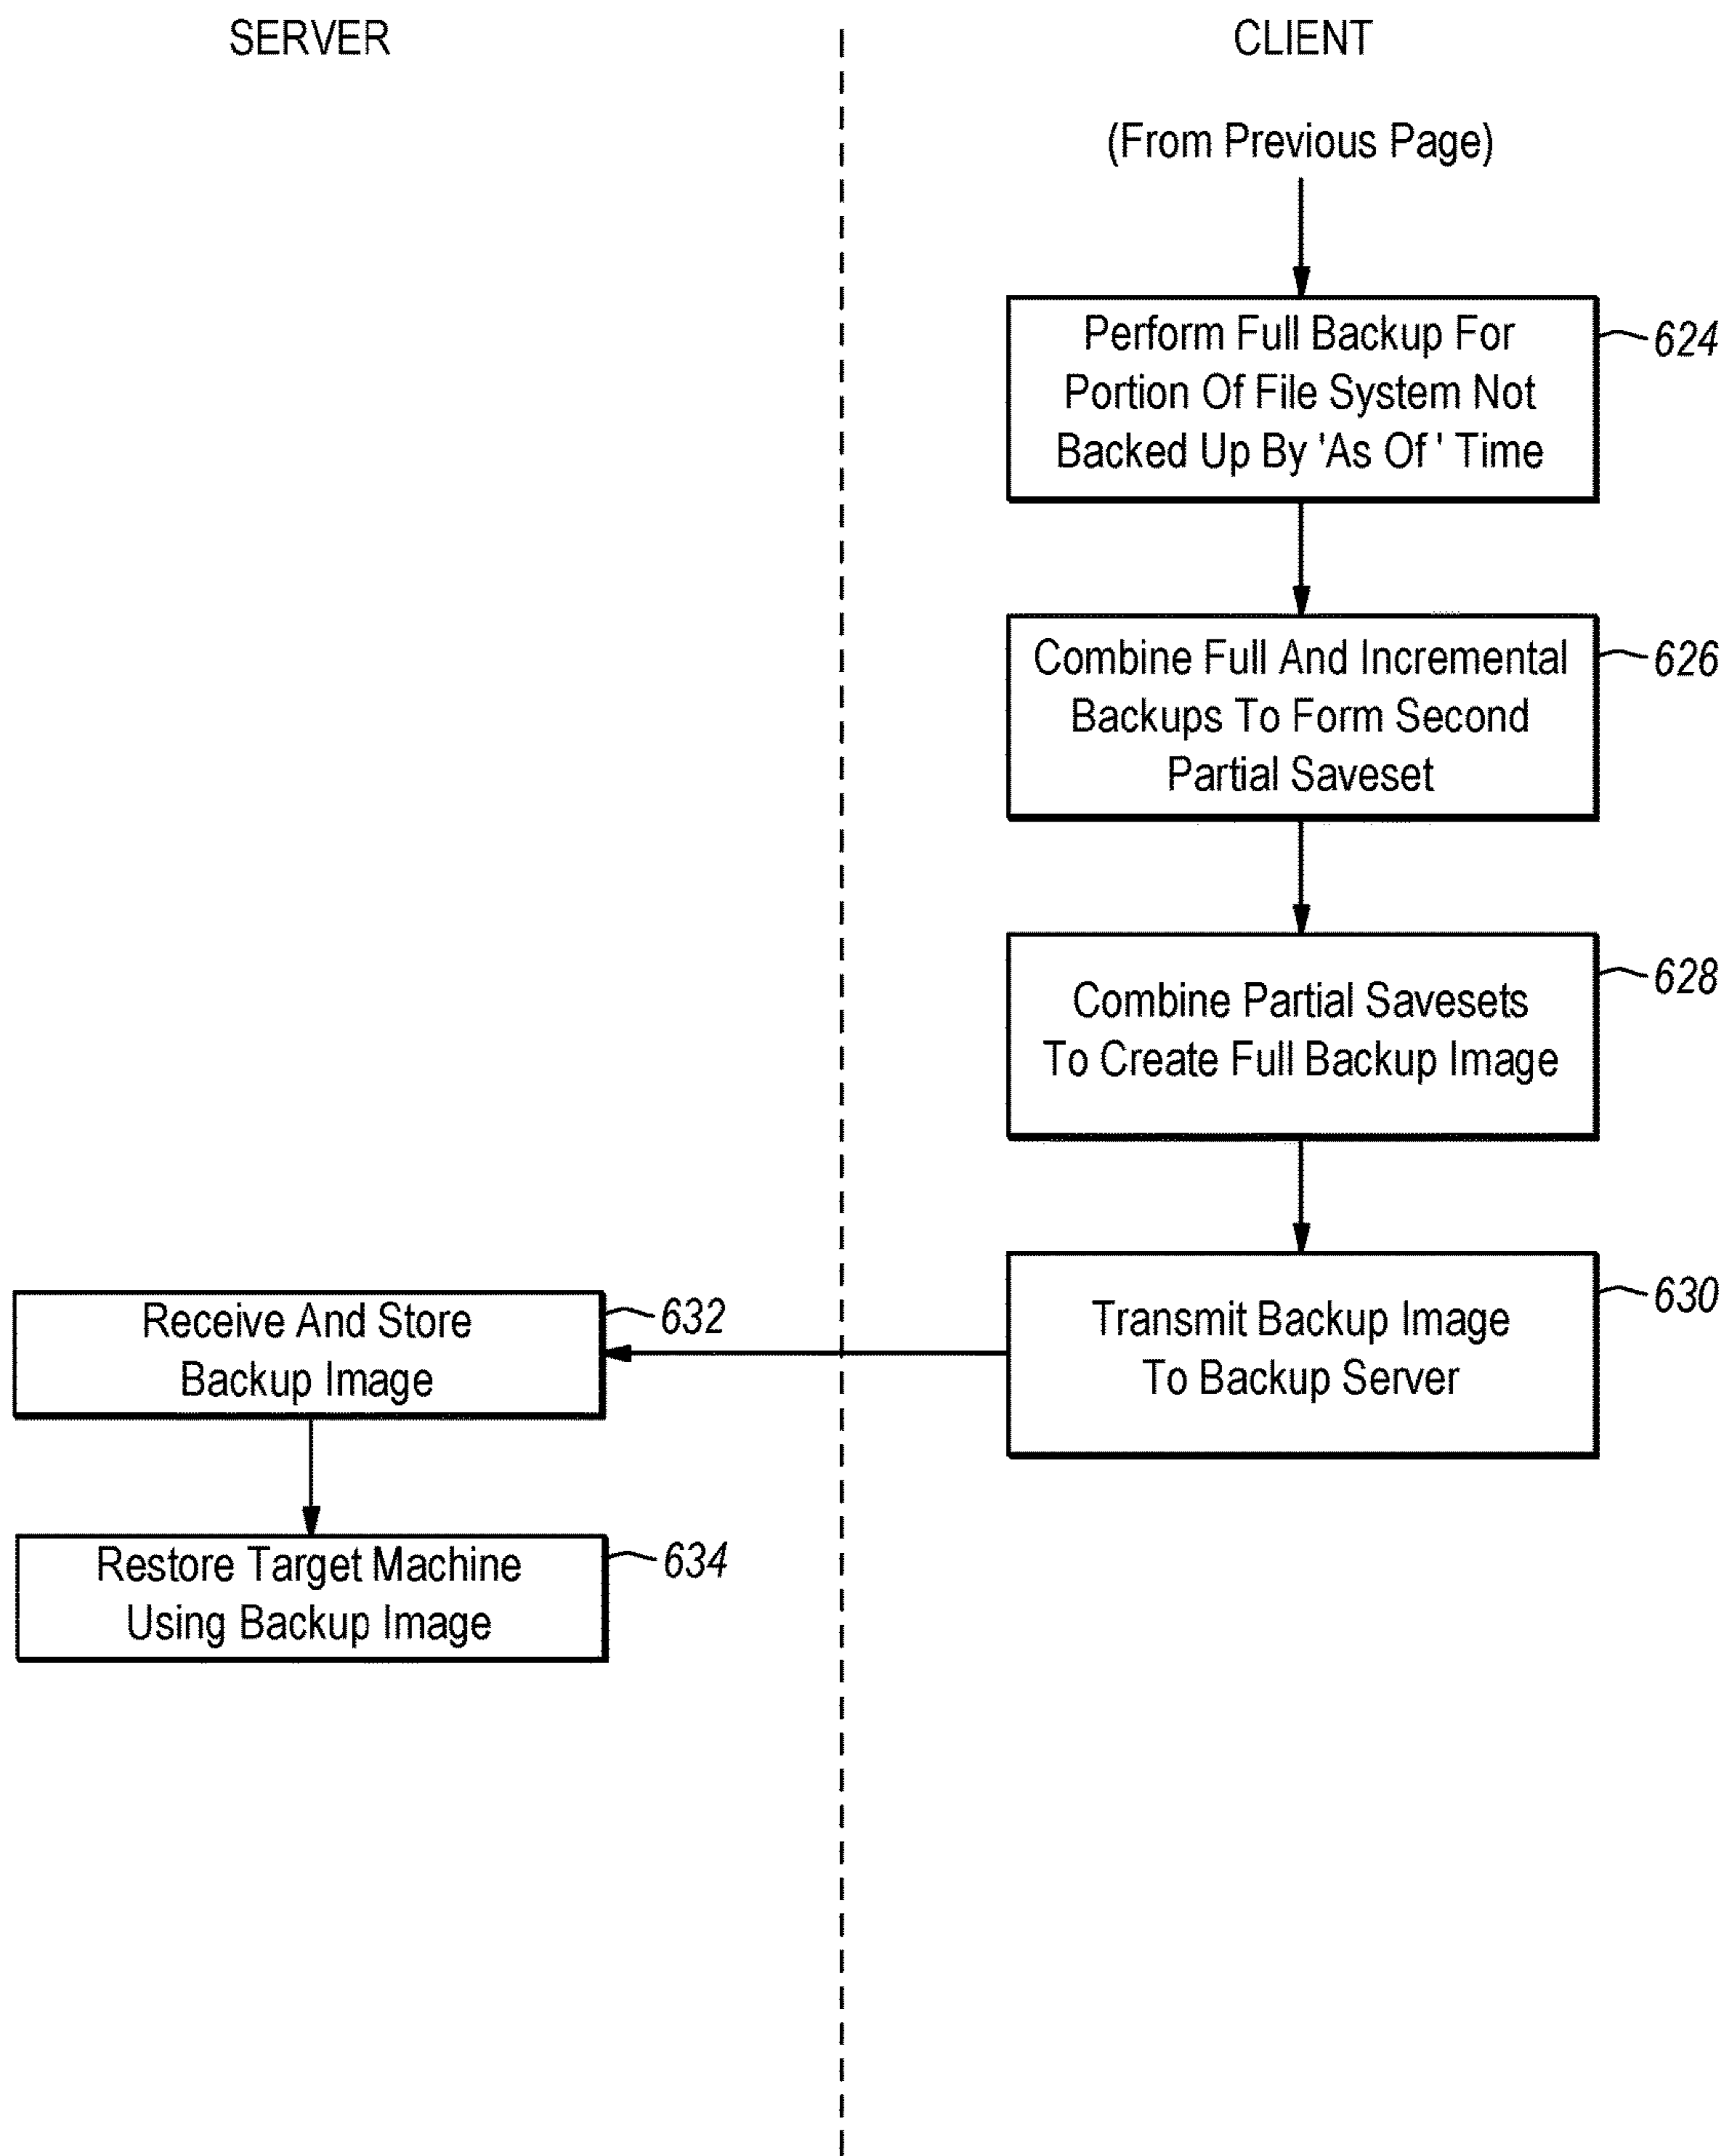 SERVER
CLIENT
(From Previous Page)
Perform Full Backup For
Portion Of File System Not
Backed Up By 'As Of ' Time
624
Combine Full And Incremental
Backups To Form Second
Partial Saveset
626
Combine Partial Savesets
To Create Full Backup Image
628
Transmit Backup Image
To Backup Server
630
Receive And Store
Backup Image
632
Restore Target Machine
Using Backup Image
634